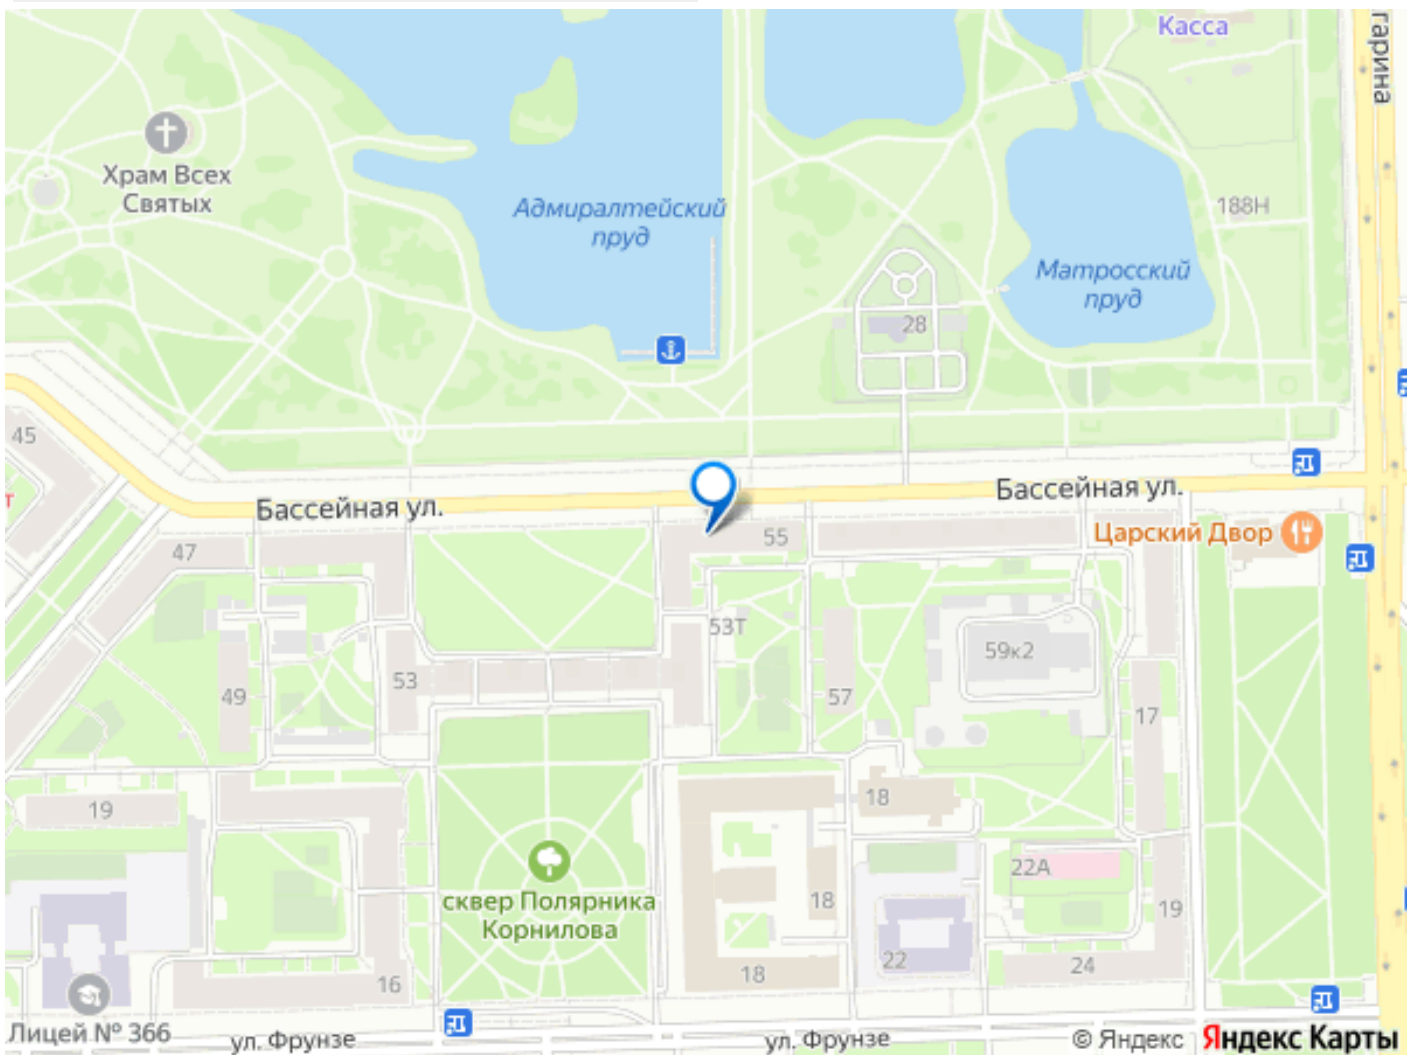 Касса
гарина
Храм Всех
Святых
Адмиралтейский
пруд
188Н
Матросский
пруд
28
45
Бассейная ул.
Бассейная ул.
55
Царский Двор
47
53Т
59к2
53
49
57
17
18
19
22А
сквер Полярника
Корнилова
18
19
22
18
24
16
Лицей № 366
ул. Фрунзе
ул. Фрунзе
© Яндекс
Яндекс Карты